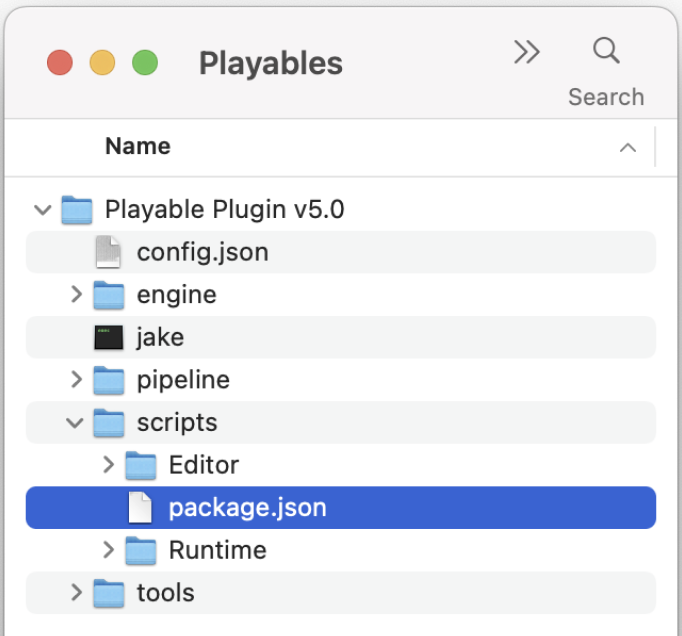 Playables
Search
Name
Playable Plugin v5.0
config.json
engine
jake
pipeline
scripts
Editor
package.json
Runtime
tools